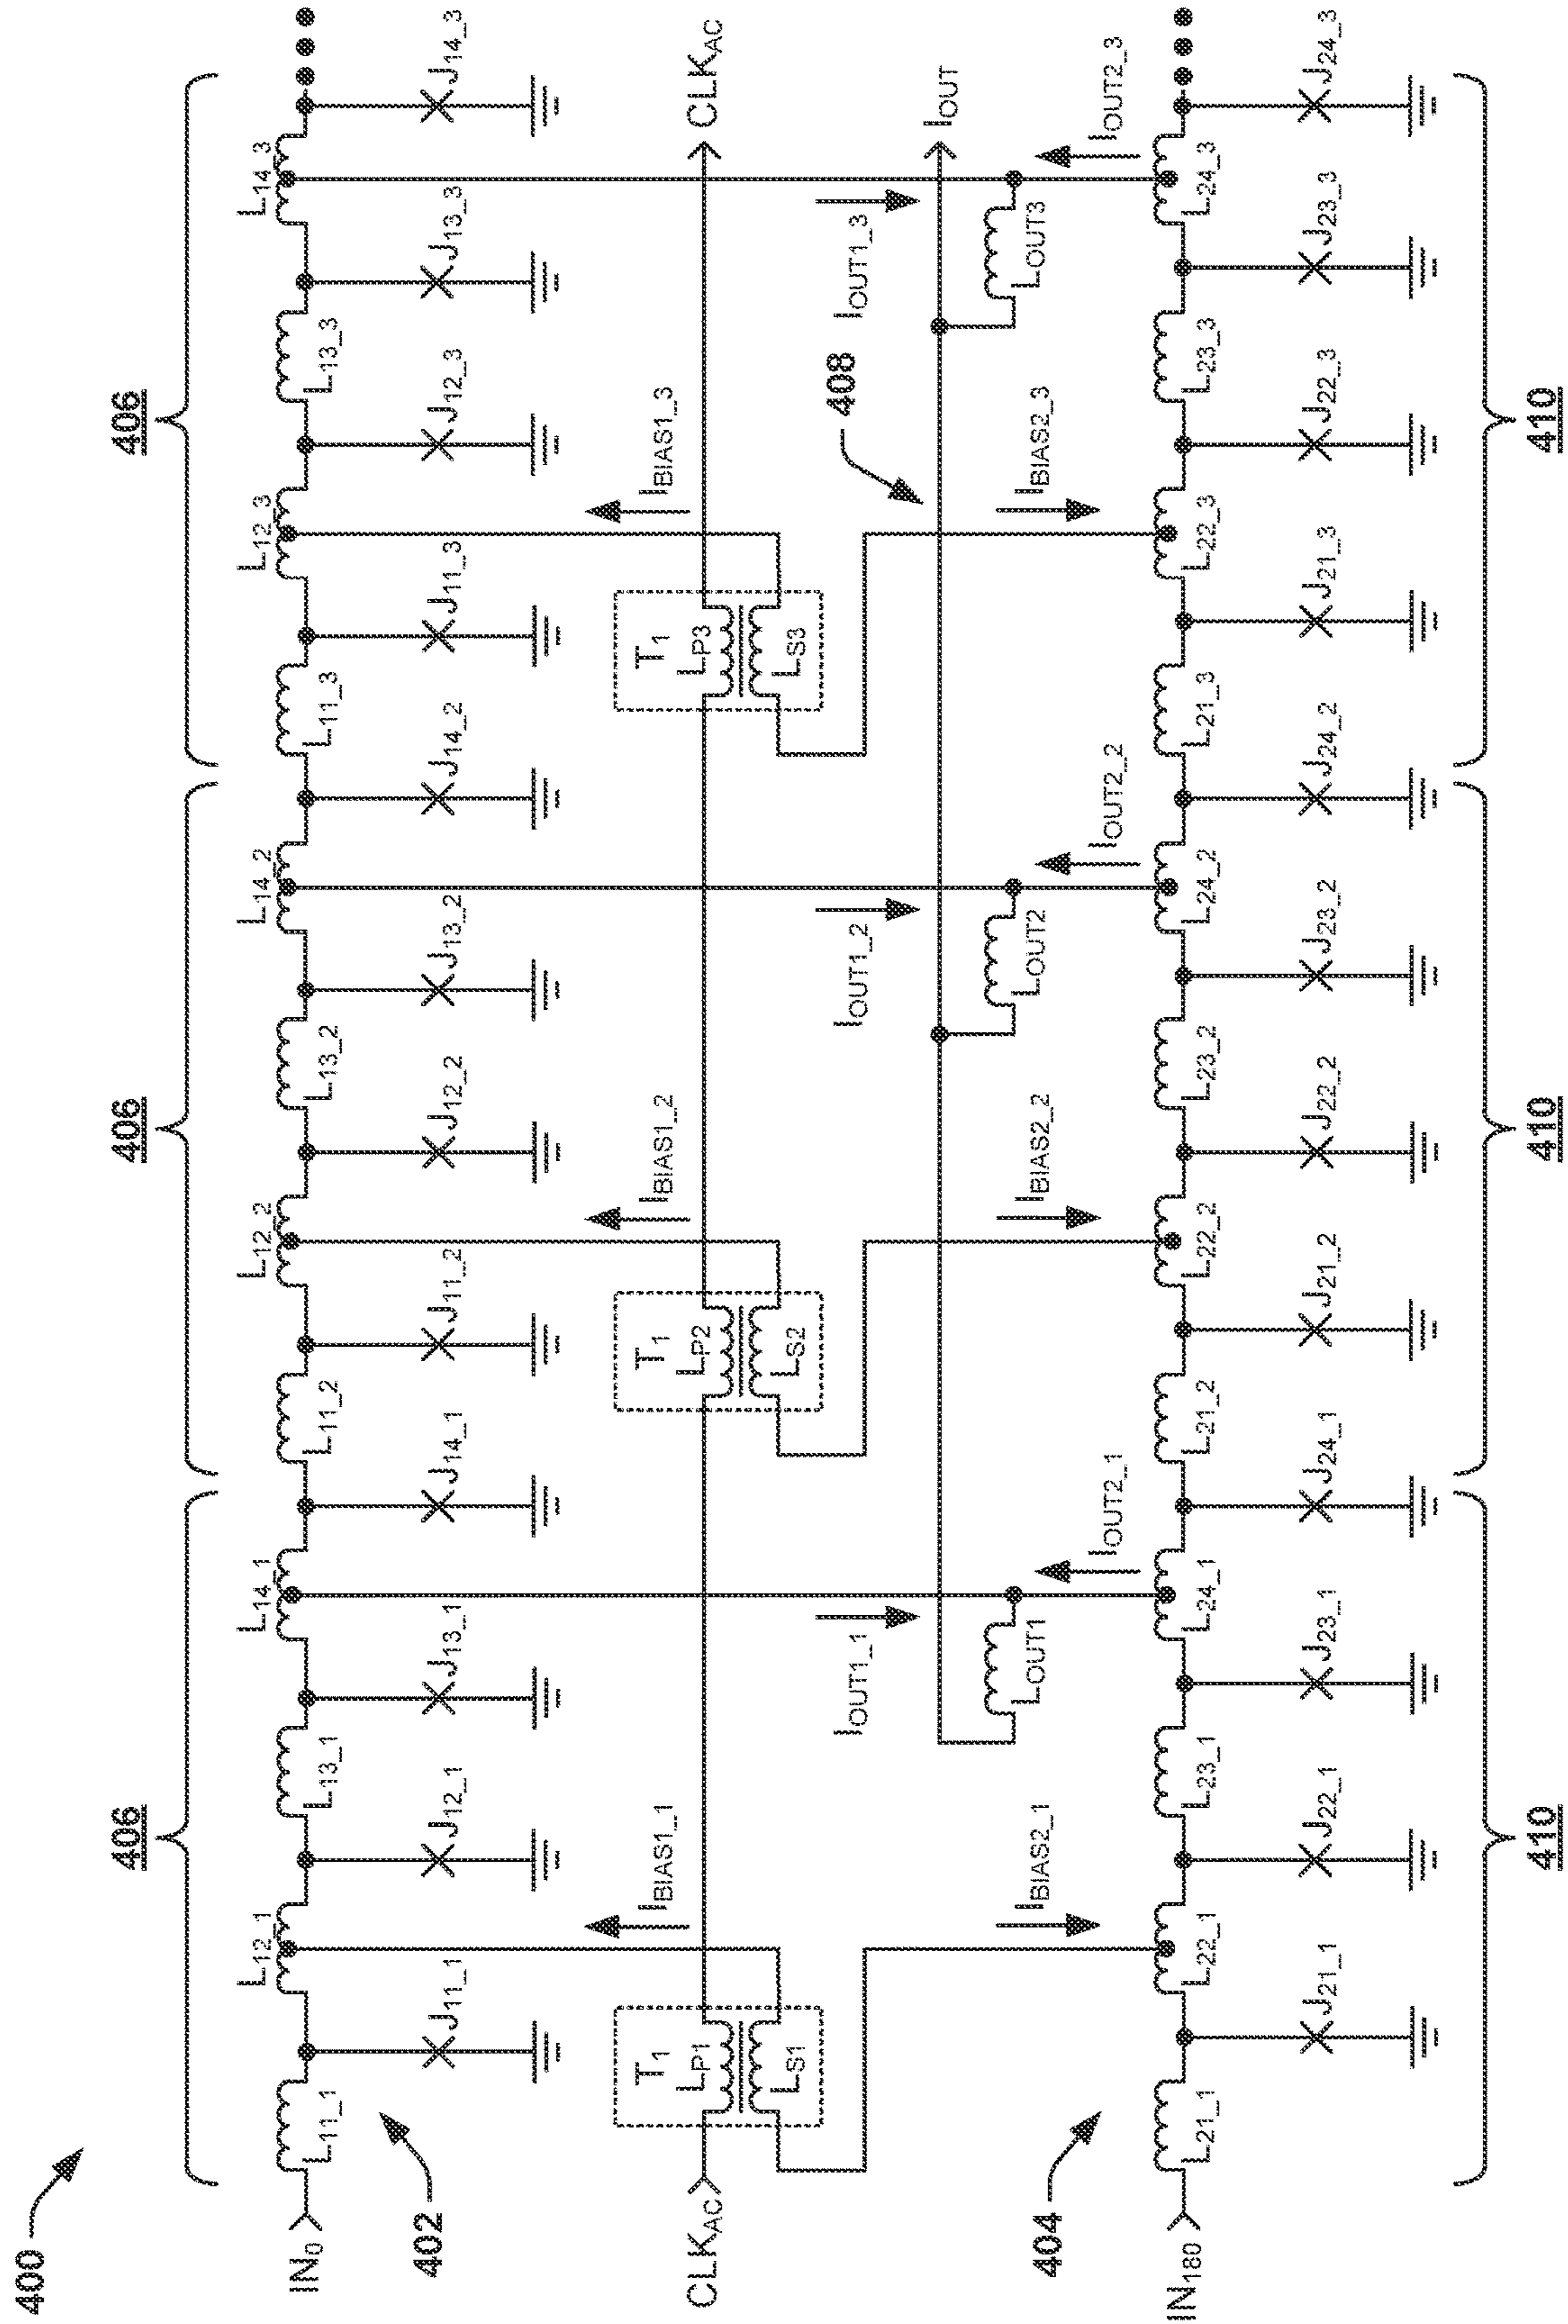 400
406
406
406
L12_1
L14_1
L12_2
L14_2
L12_3
L14_3
IN0
L11_1
L13_1
L11_2
L13_2
L11_3
L13_3
402
J11_1
J12_1
J13_1
J14_1
J11_2
J12_2
J13_2
J14_2
J11_3
J12_3
J13_3
J14_3
IBIAS1_1
IBIAS1_2
IBIAS1_3
T1
T1
T1
LP1
LP2
LP3
CLKAC
CLKAC
LS1
LS2
LS3
IOUT1_1
IOUT1_2
IOUT1_3
408
IOUT
LOUT1
LOUT2
LOUT3
IBIAS2_1
IBIAS2_2
IBIAS2_3
IOUT2_1
IOUT2_2
IOUT2_3
404
IN180
L21_1
L22_1
L23_1
L24_1
L21_2
L22_2
L23_2
L24_2
L21_3
L22_3
L23_3
L24_3
J21_1
J22_1
J23_1
J24_1
J21_2
J22_2
J23_2
J24_2
J21_3
J22_3
J23_3
J24_3
410
410
410